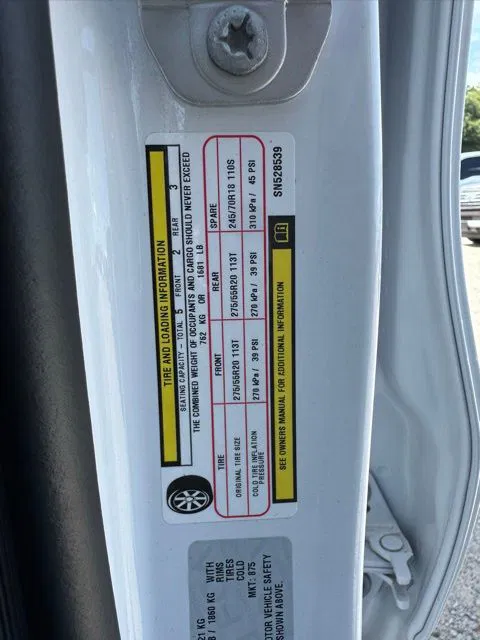 TIRE AND LOADING INFORMATION
SEATING CAPACITY - TOTAL 5 FRONT 2 REAR 3
THE COMBINED WEIGHT OF OCCUPANTS AND CARGO SHOULD NEVER EXCEED
762 KG OR 1681 LB
TIRE FRONT REAR SPARE
ORIGINAL TIRE SIZE 275/55R20 113T 275/55R20 113T 245/70R18 110S
COLD TIRE INFLATION PRESSURE 270 kPa / 39 PSI 270 kPa / 39 PSI 310 kPa / 45 PSI
SEE OWNERS MANUAL FOR ADDITIONAL INFORMATION
SN528539
21 KG WITH
/ 1860 KG RIMS
TIRES
COLD
MKT: 875
MOTOR VEHICLE SAFETY
SHOWN ABOVE.